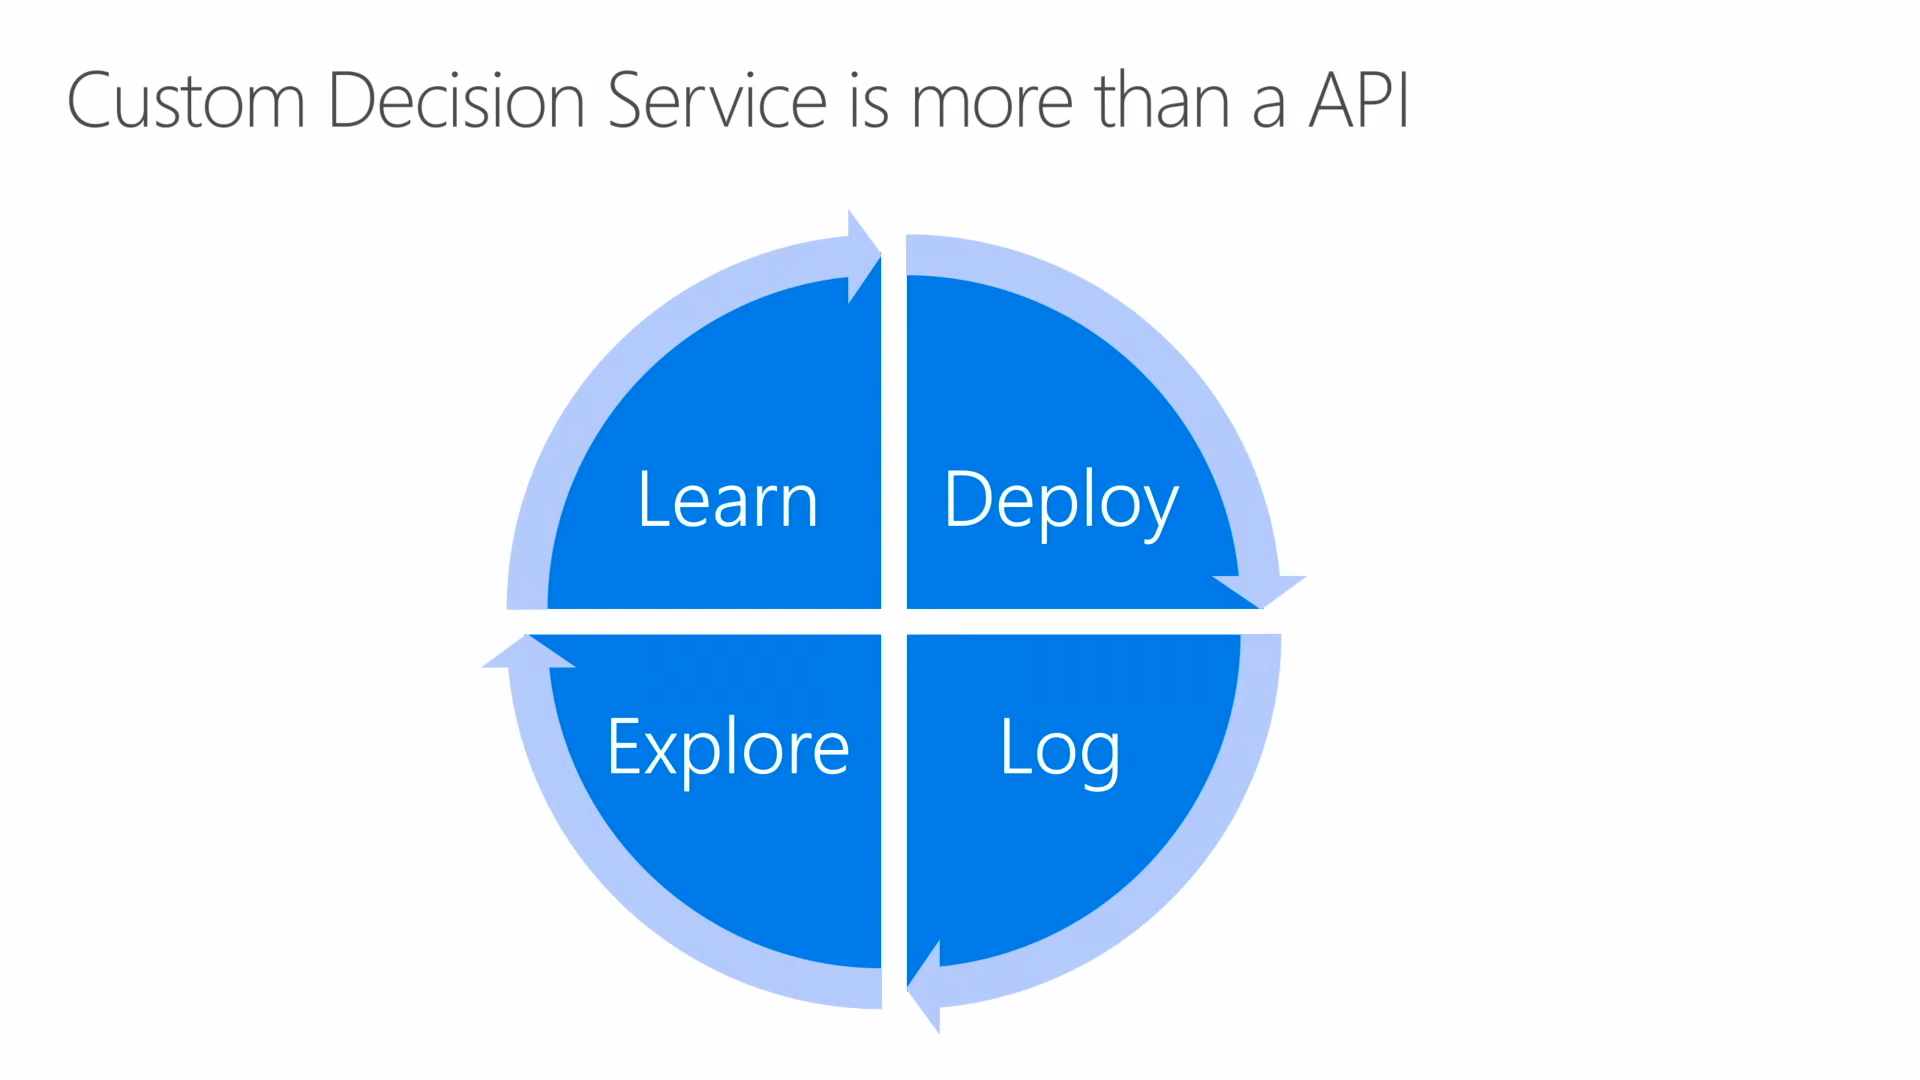 Custom Decision Service is more than a API
Learn
Deploy
Explore
Log